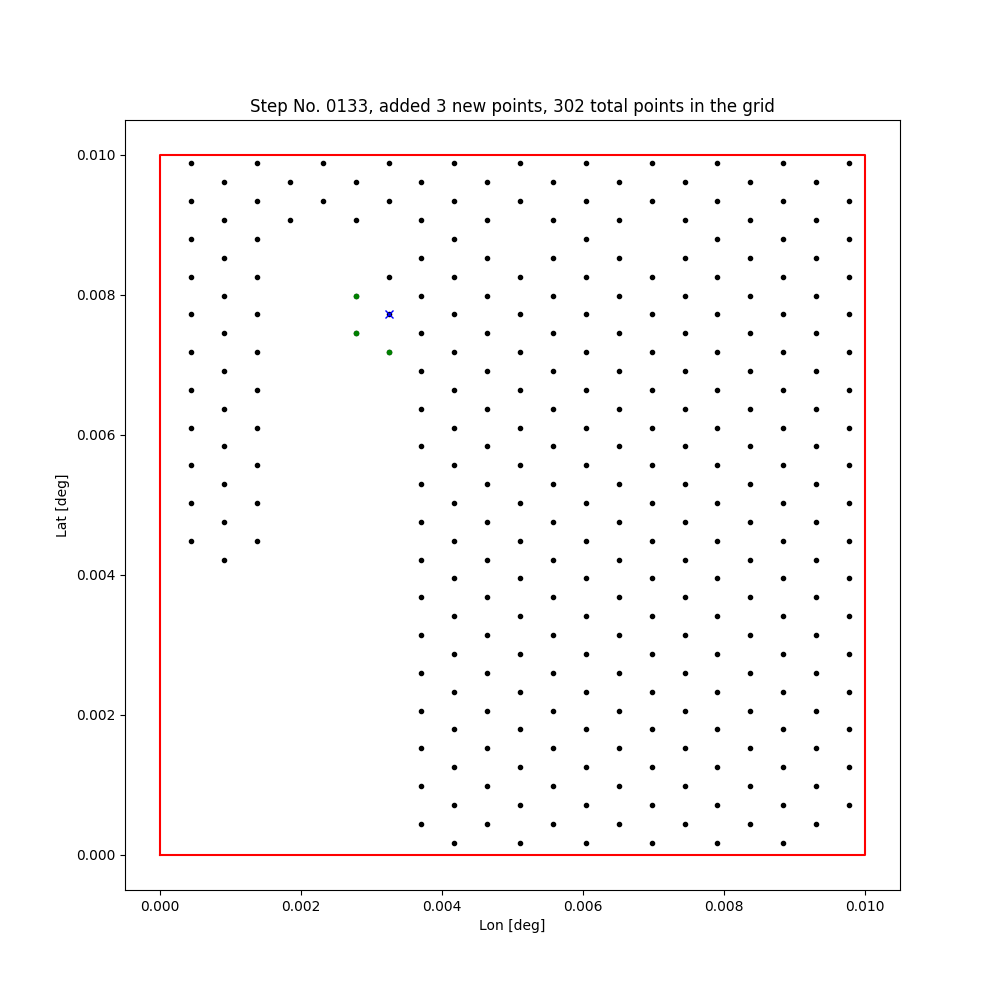 Step No. 0133, added 3 new points, 302 total points in the grid
0.010
0.008
0.006
0.004
0.002
0.000
Lat [deg]
0.000 0.002 0.004 0.006 0.008 0.010
Lon [deg]